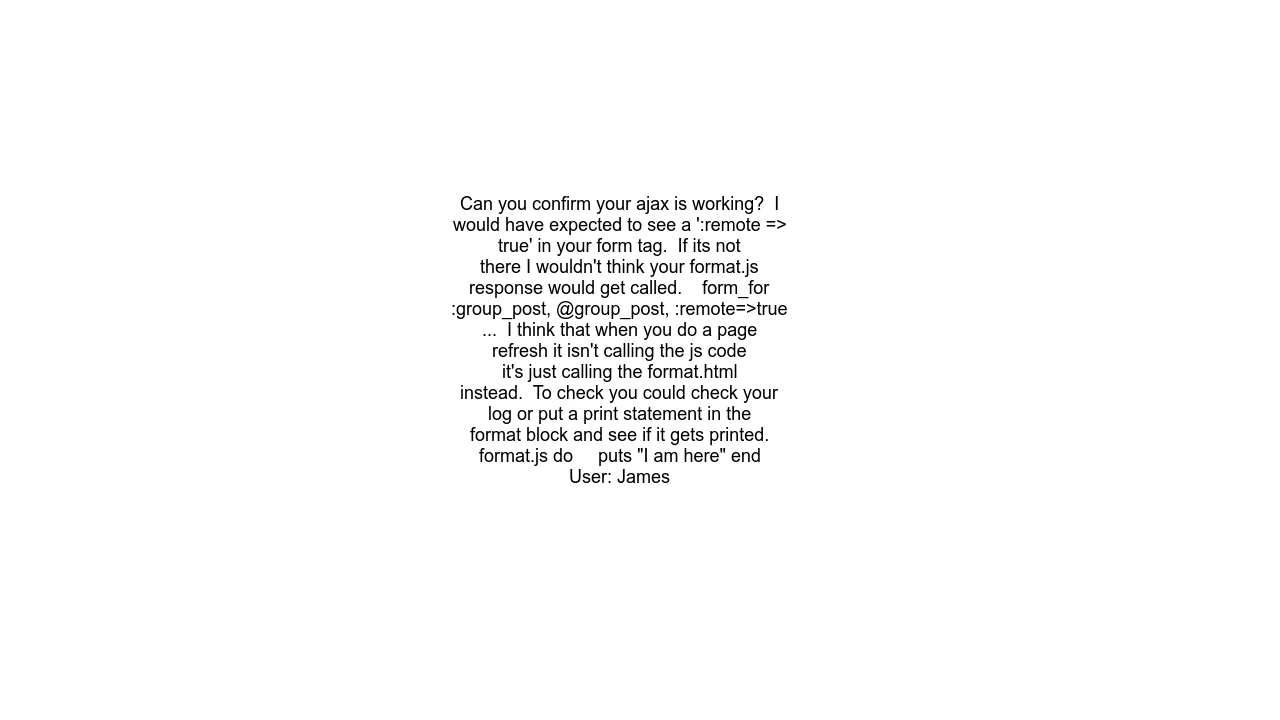 Can you confirm your ajax is working?  I
would have expected to see a ':remote =>
true' in your form tag.  If its not
there I wouldn't think your format.js
response would get called.    form_for
:group_post, @group_post, :remote=>true
...  I think that when you do a page
refresh it isn't calling the js code
it's just calling the format.html
instead.  To check you could check your
log or put a print statement in the
format block and see if it gets printed.
format.js do     puts "I am here" end
User: James